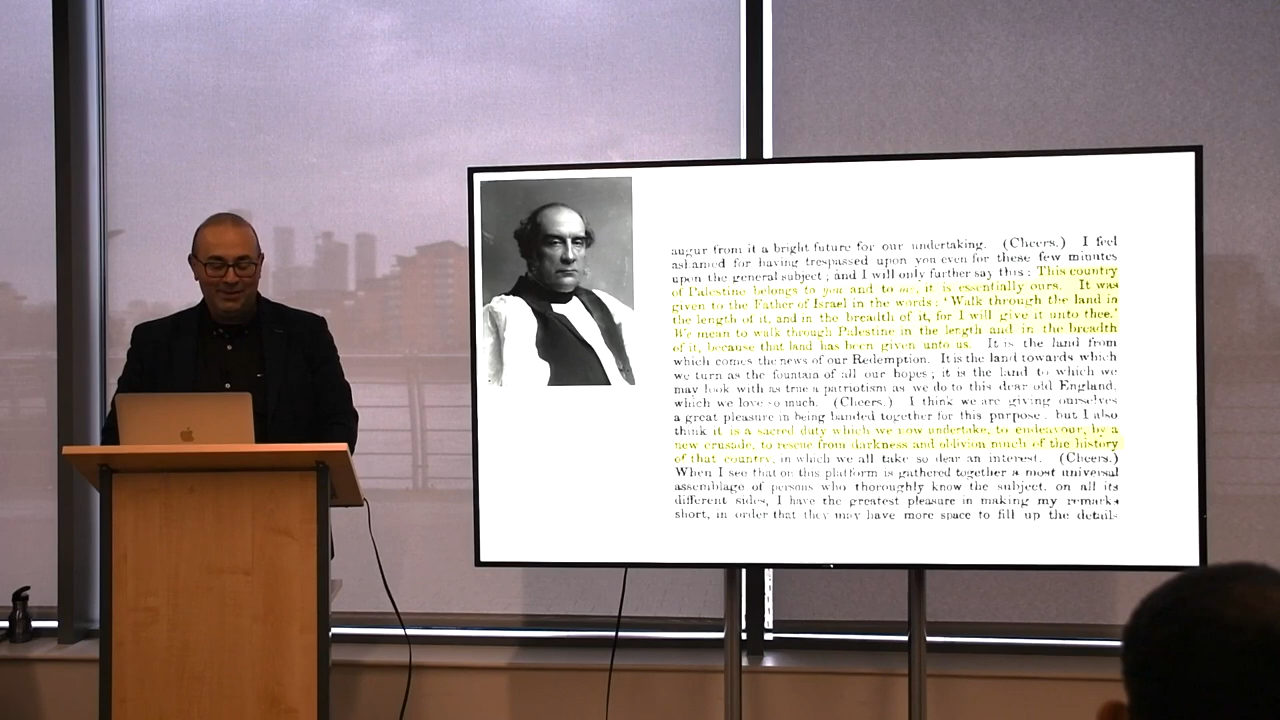 augur from it a bright future for our undertaking. (Cheers.) I feel
ashamed for having trespassed upon you even for these few minutes
upon the general subject; and I will only further say this: This country
of Palestine belongs to you and to me, it is essentially ours. It was
given to the Father of Israel in the words: 'Walk through the land in
the length of it, and in the breadth of it, for I will give it unto thee.'
We mean to walk through Palestine in the length and in the breadth
of it, because that land has been given unto us. It is the land from
which comes the news of our Redemption. It is the land towards which
we turn as the fountain of all our hopes; it is the land to which we
may look with as true a patriotism as we do to this dear old England,
which we love so much. (Cheers.) I think we are giving ourselves
a great pleasure in being banded together for this purpose, but I also
think it is a sacred duty which we now undertake, to endeavour, by a
new crusade, to rescue from darkness and oblivion much of the history
of that country, in which we all take so dear an interest. (Cheers.)
When I see that on this platform is gathered together a most universal
assemblage of persons who thoroughly know the subject, on all its
different sides, I have the greatest pleasure in making my remarks
short, in order that they may have more space to fill up the details